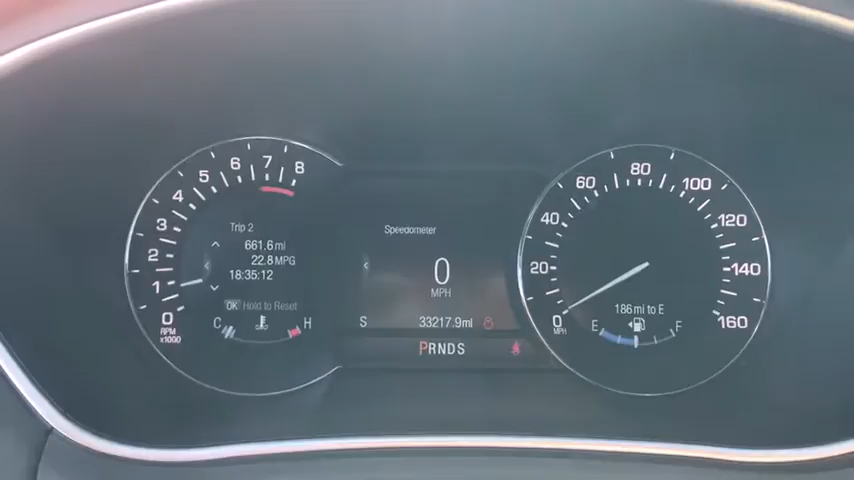 0 1 2 3 4 5 6 7 8
RPM
x1000
Trip 2
661.6 mi
22.8 MPG
18:35:12
OK Hold to Reset
C H
Speedometer
0
MPH
S 33217.9mi
PRNDS
0 20 40 60 80 100 120 140 160
MPH
186 mi to E
E F